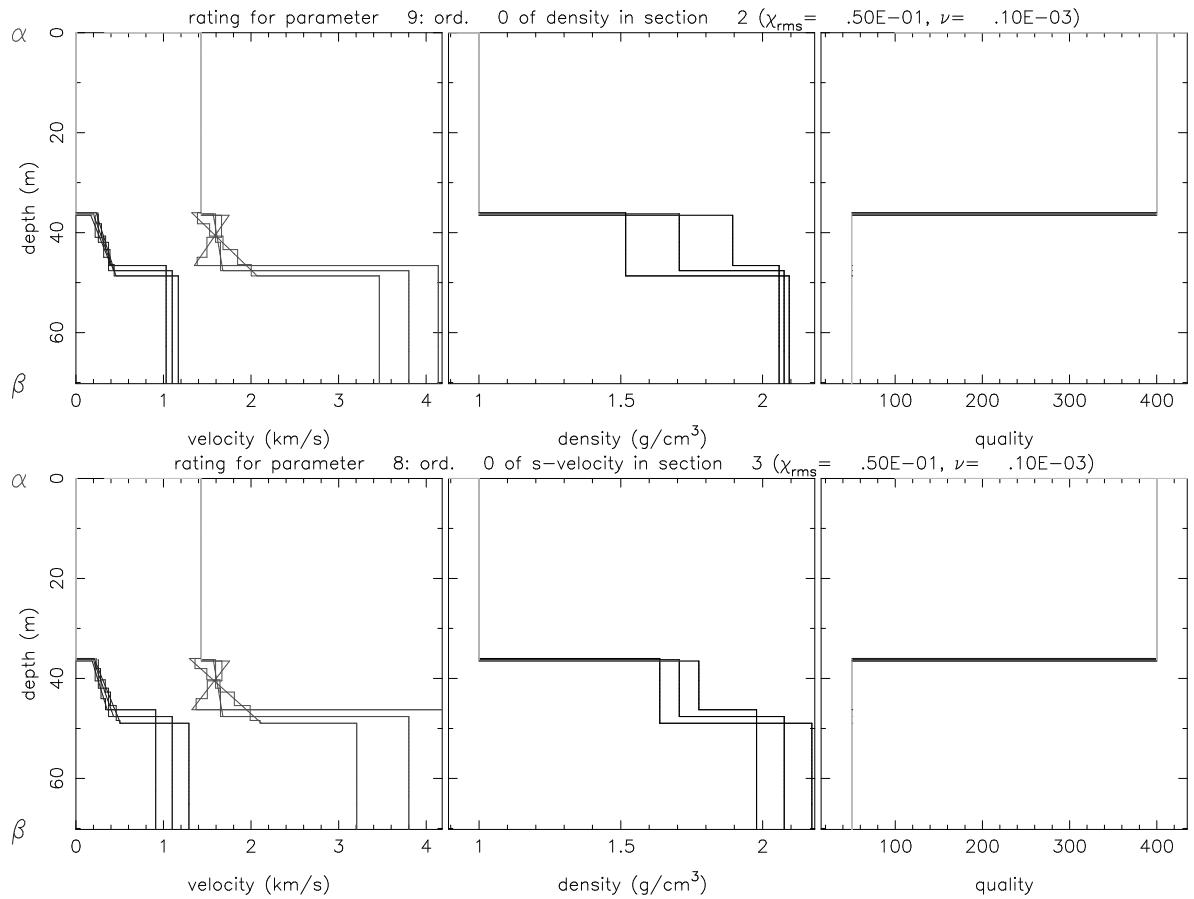 rating for parameter 9: ord. 0 of density in section 2 (χrms= .50E−01, ν= .10E−03)
α
0
20
40
60
depth (m)
β
0 1 2 3 4 1 1.5 2 100 200 300 400
velocity (km/s) density (g/cm³) quality
rating for parameter 8: ord. 0 of s−velocity in section 3 (χrms= .50E−01, ν= .10E−03)
α
0
20
40
60
depth (m)
β
0 1 2 3 4 1 1.5 2 100 200 300 400
velocity (km/s) density (g/cm³) quality